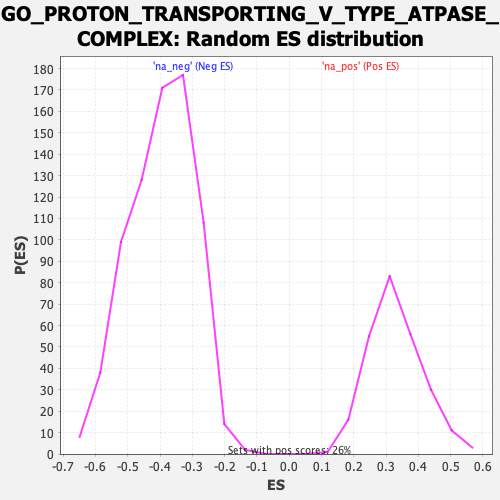 GO_PROTON_TRANSPORTING_V_TYPE_ATPASE_
COMPLEX: Random ES distribution
'na_neg' (Neg ES)
'na_pos' (Pos ES)
180
170
160
150
140
130
120
110
100
90
80
70
60
50
40
30
20
10
0
P(ES)
Sets with pos scores: 26%
-0.7 -0.6 -0.5 -0.4 -0.3 -0.2 -0.1 0.0 0.1 0.2 0.3 0.4 0.5 0.6
ES